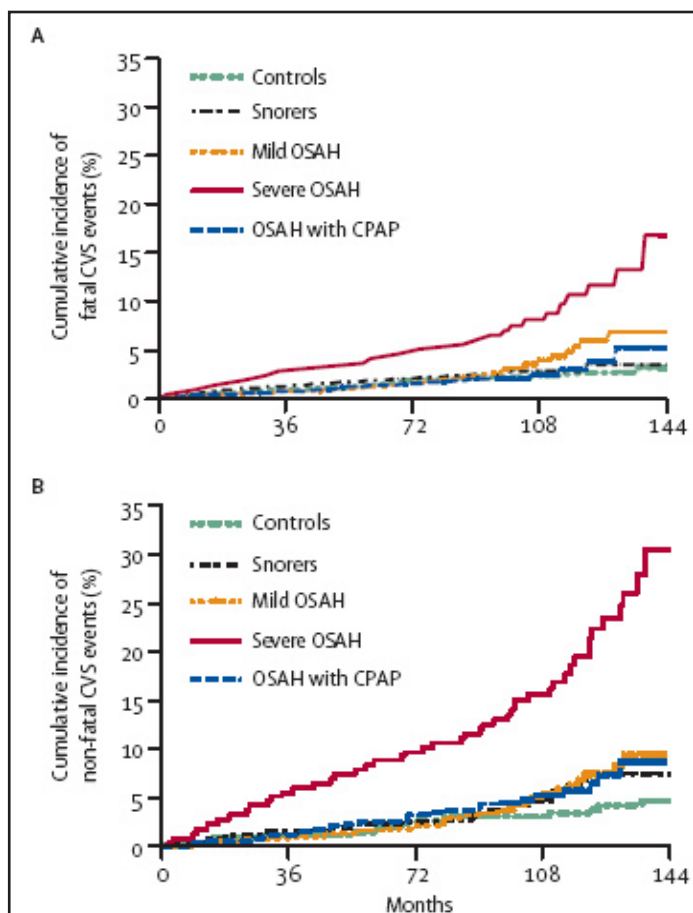 A
Cumulative incidence of
fatal CVS events (%)
35
30
25
20
15
10
5
0
Controls
Snorers
Mild OSAH
Severe OSAH
OSAH with CPAP
0 36 72 108 144
B
Cumulative incidence of
non-fatal CVS events (%)
35
30
25
20
15
10
5
0
Controls
Snorers
Mild OSAH
Severe OSAH
OSAH with CPAP
0 36 72 108 144
Months